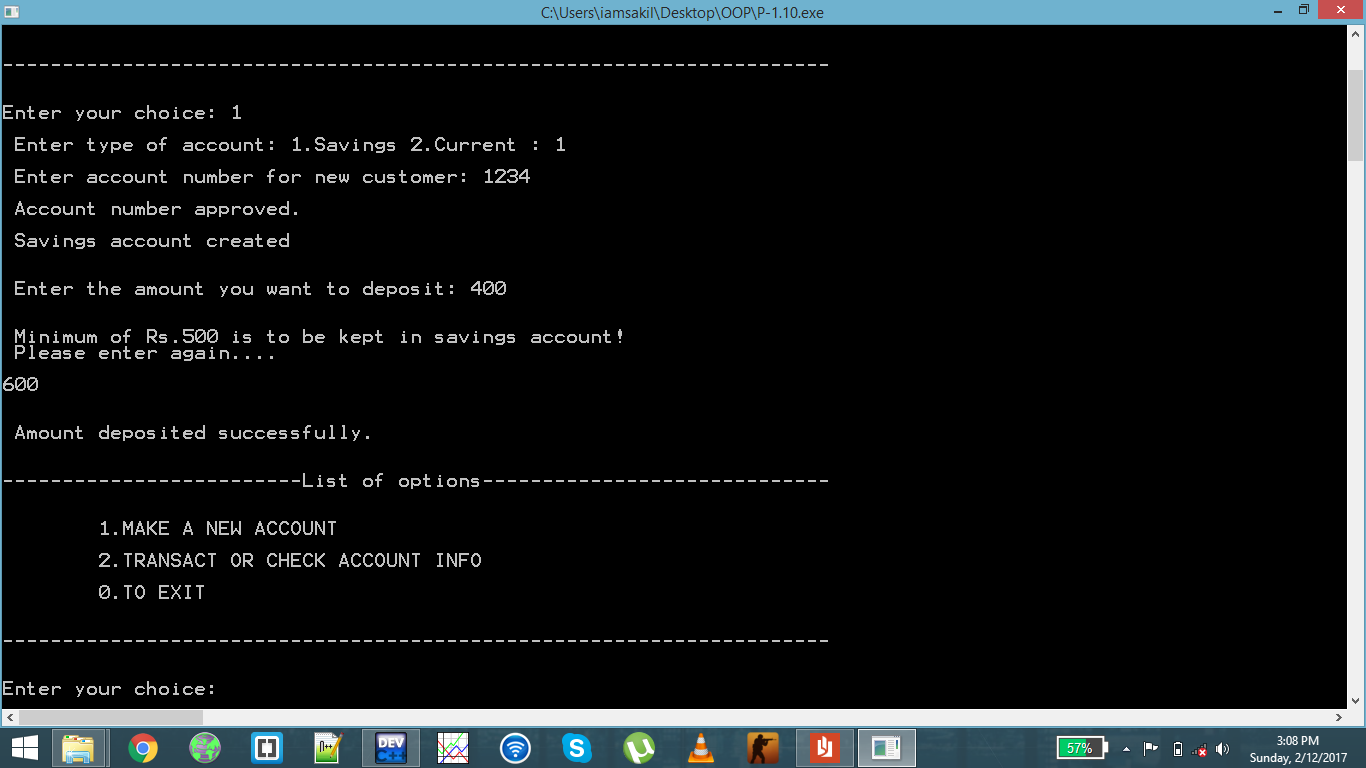 C:\Users\iamsakil\Desktop\OOP\P-1.10.exe
---------------------------------------------------------------------
Enter your choice: 1
Enter type of account: 1.Savings 2.Current : 1
Enter account number for new customer: 1234
Account number approved.
Savings account created
Enter the amount you want to deposit: 400
Minimum of Rs.500 is to be kept in savings account!
Please enter again....
600
Amount deposited successfully.
-------------------------List of options-----------------------------
1.MAKE A NEW ACCOUNT
2.TRANSACT OR CHECK ACCOUNT INFO
0.TO EXIT
---------------------------------------------------------------------
Enter your choice:
DEV C++
57%
3:08 PM
Sunday, 2/12/2017